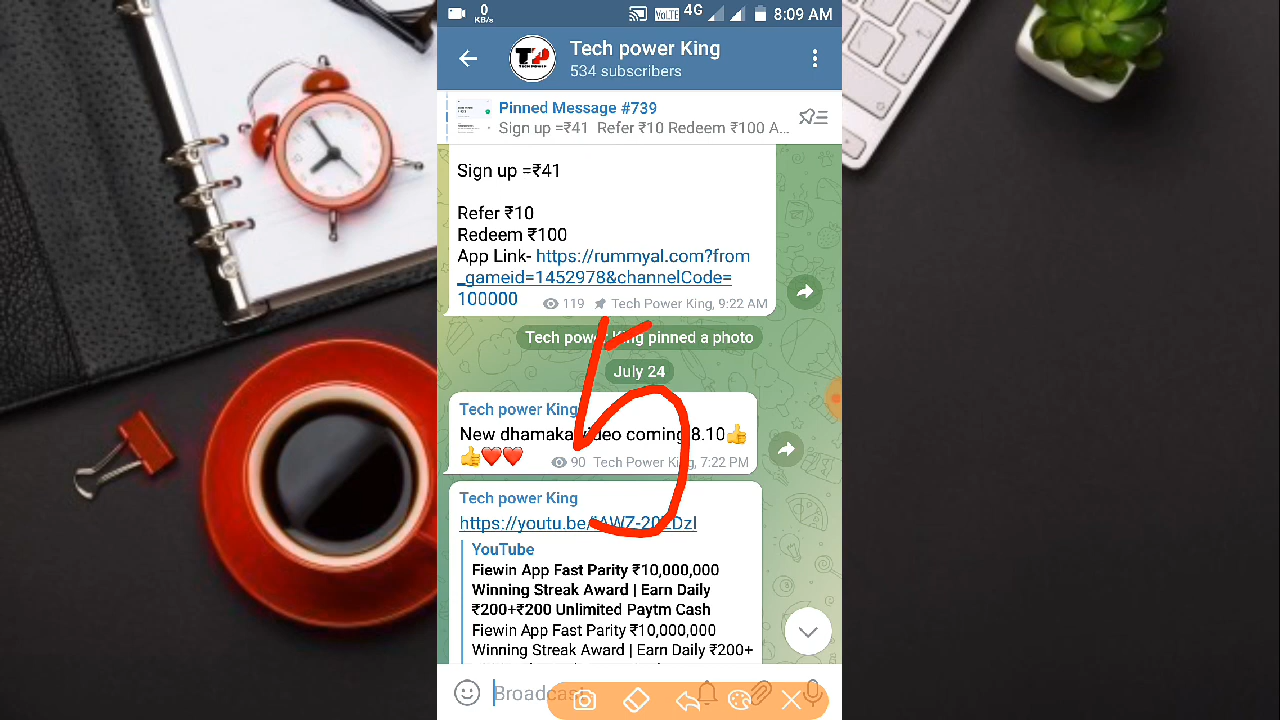 0
KB/s
VoLTE 4G 8:09 AM
Tech power King
534 subscribers
Pinned Message #739
Sign up =₹41 Refer ₹10 Redeem ₹100 A...
Sign up =₹41
Refer ₹10
Redeem ₹100
App Link- https://rummyal.com?from
_gameid=1452978&channelCode=
100000 119 Tech Power King, 9:22 AM
Tech power King pinned a photo
July 24
5
Tech power King
New dhamaka video coming 8.10👍
👍❤️❤️ 90 Tech Power King, 7:22 PM
Tech power King
YouTube
Fiewin App Fast Parity ₹10,000,000
Winning Streak Award | Earn Daily
₹200+₹200 Unlimited Paytm Cash
Fiewin App Fast Parity ₹10,000,000
Winning Streak Award | Earn Daily ₹200+
Broadcast